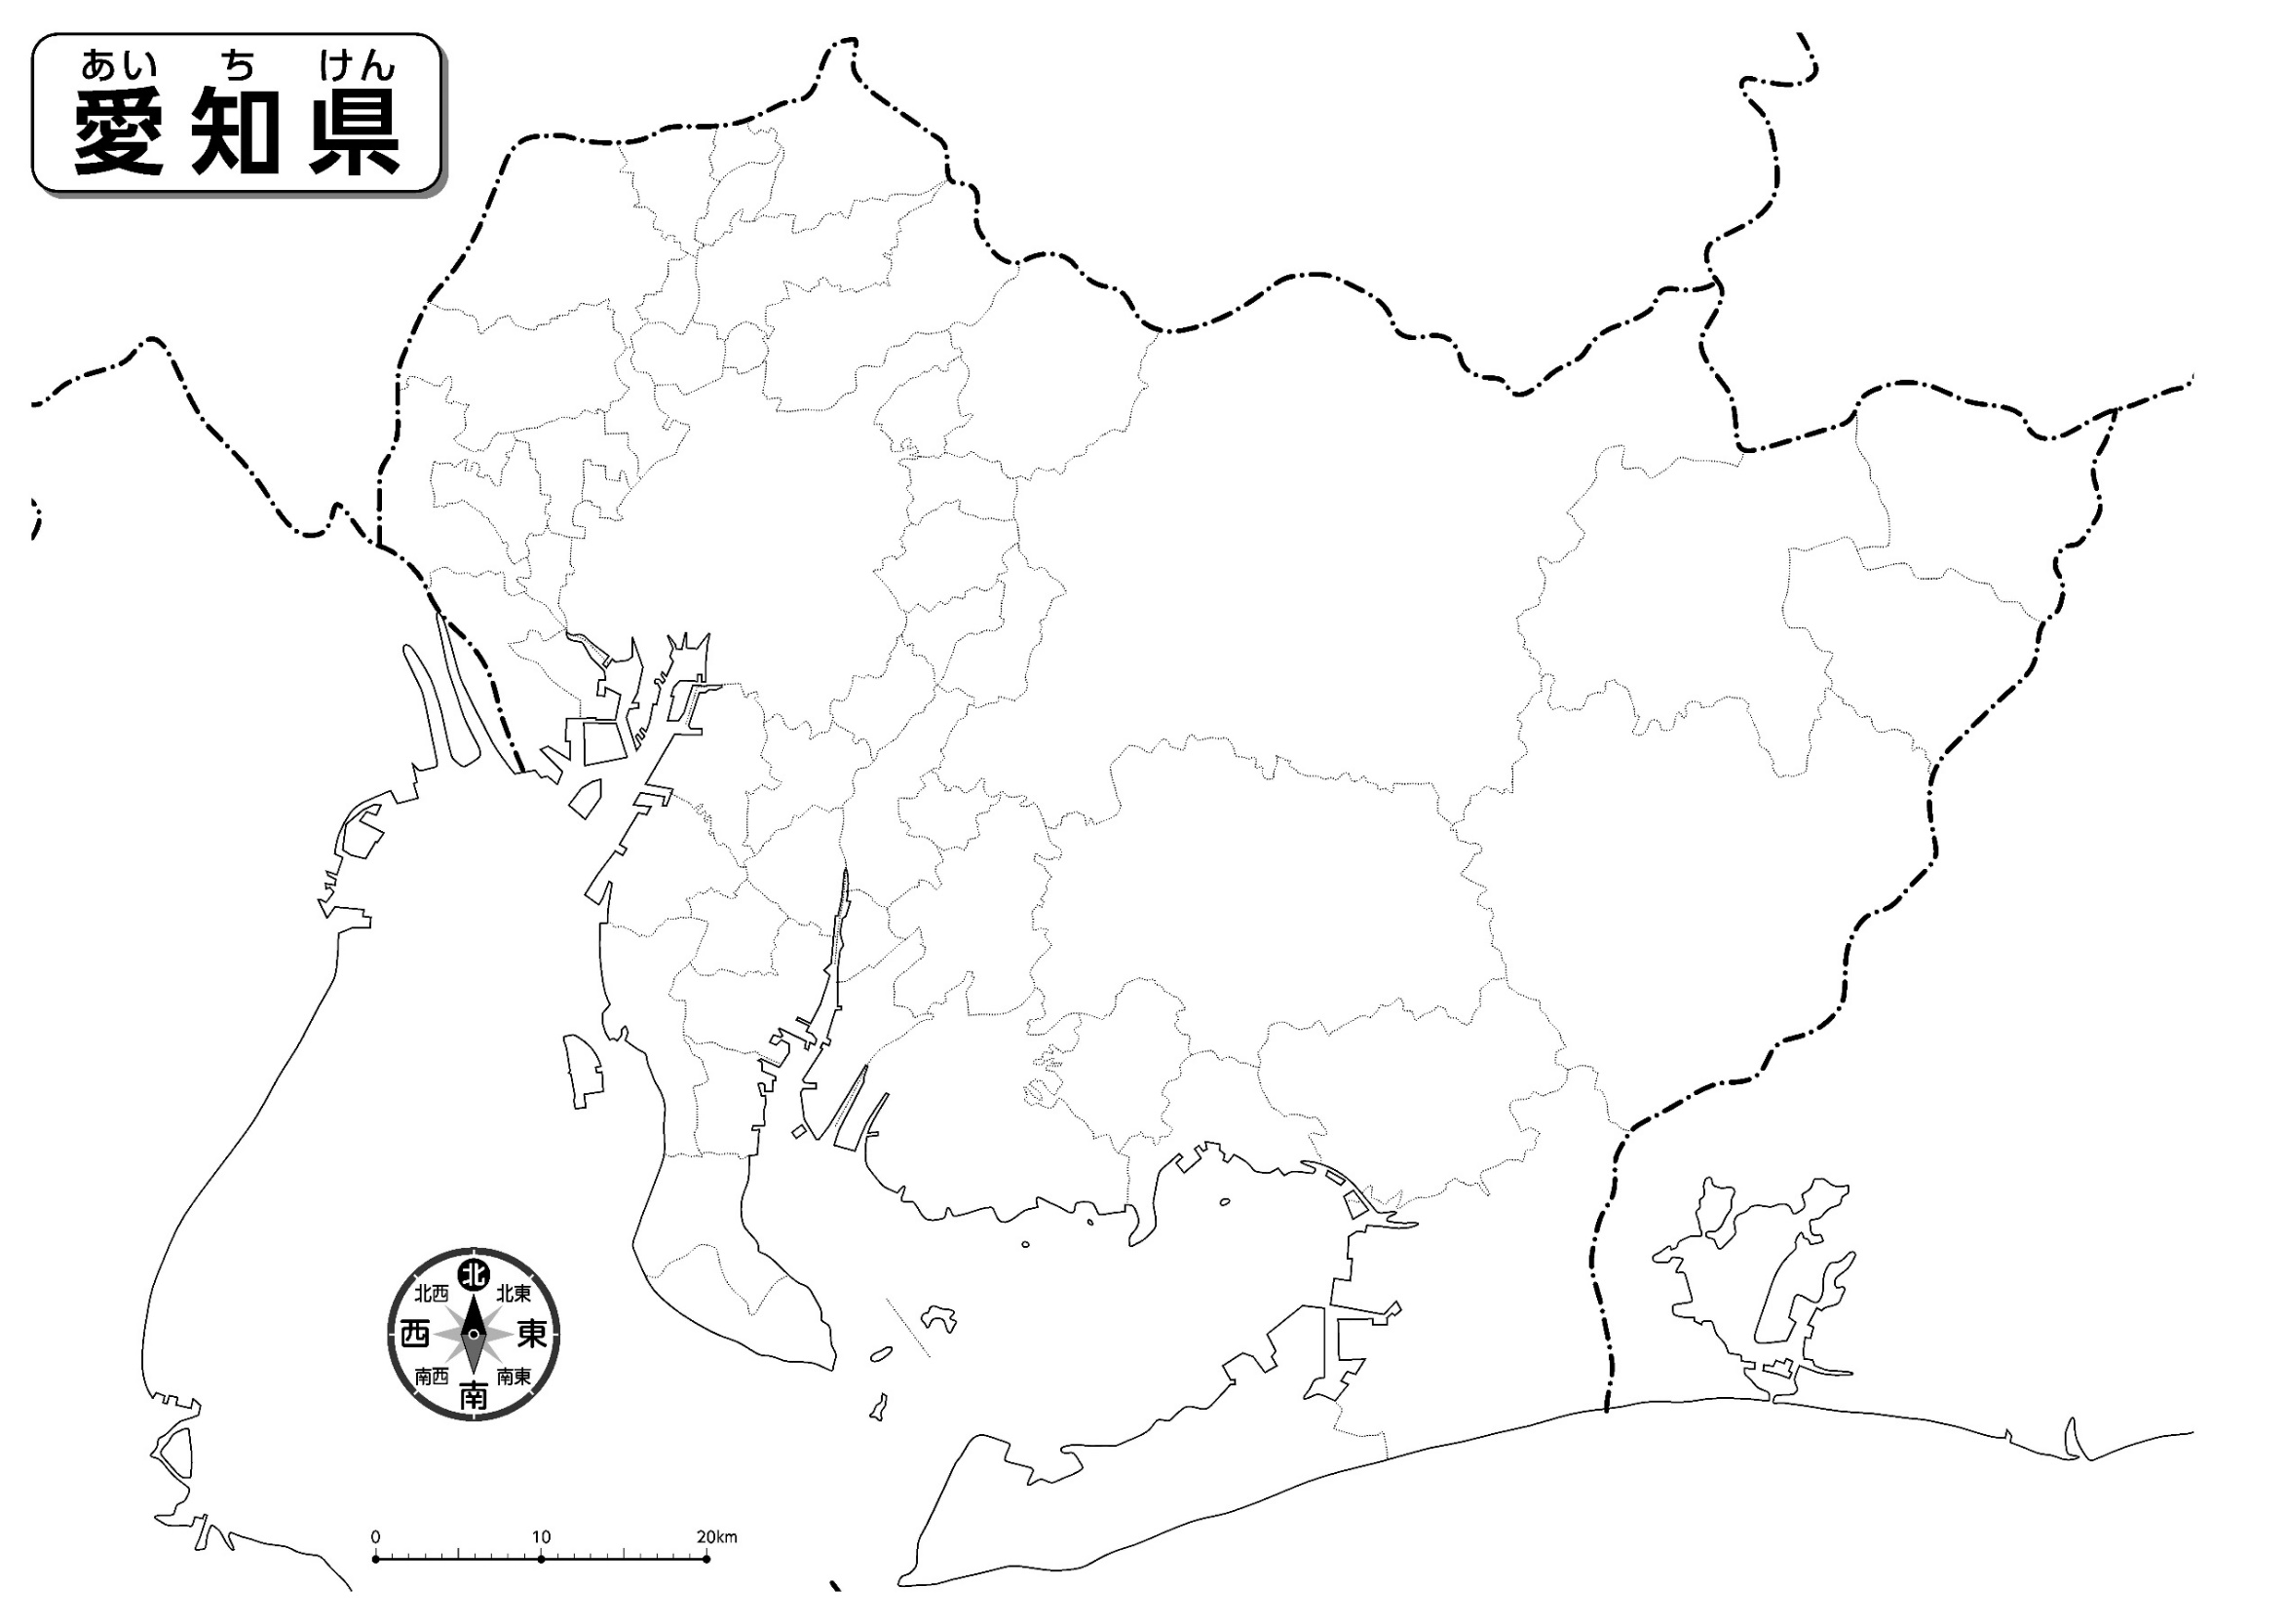 あい ち けん
愛知県
北
北西 北東
西 東
南西 南東
南
0 10 20km